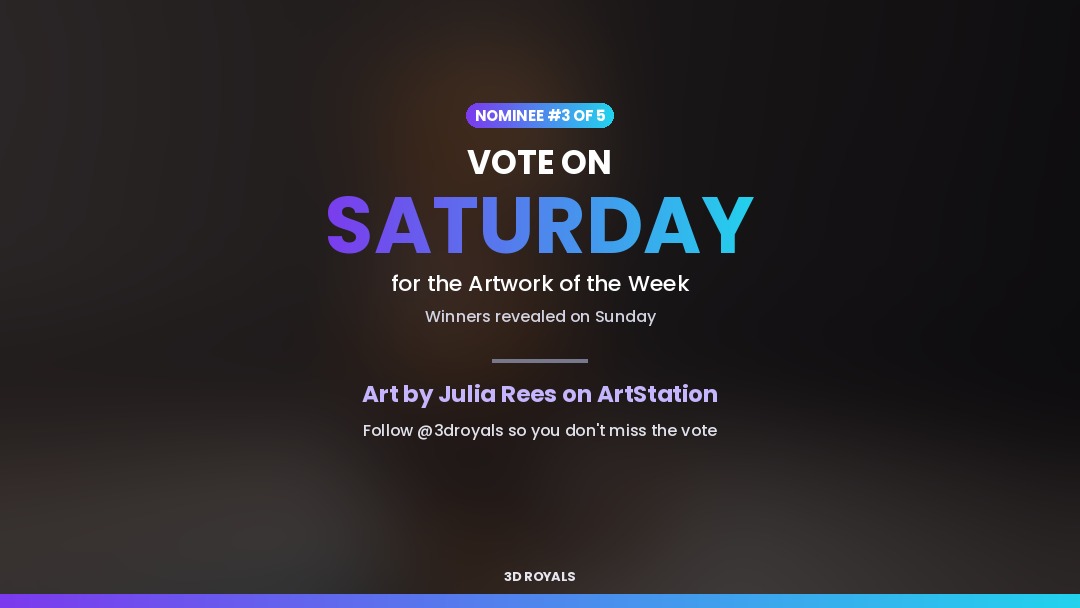 NOMINEE #3 OF 5
VOTE ON
SATURDAY
for the Artwork of the Week
Winners revealed on Sunday
Art by Julia Rees on ArtStation
Follow @3droyals so you don't miss the vote
3D ROYALS